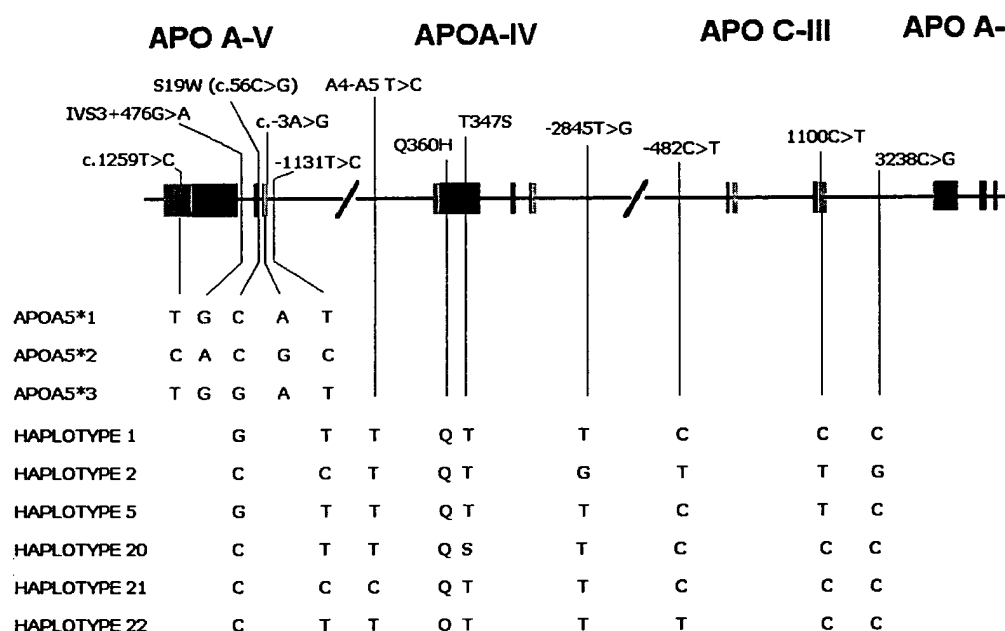 APO A-V APOA-IV APO C-III APO A-
S19W (c.56C>G) A4-A5 T>C
IVS3+476G>A c.-3A>G T347S -2845T>G
Q360H -482C>T 1100C>T
c.1259T>C -1131T>C 3238C>G
APOA5*1 T G C A T
APOA5*2 C A C G C
APOA5*3 T G G A T
HAPLOTYPE 1 G T T Q T T C C C
HAPLOTYPE 2 C C T Q T G T T G
HAPLOTYPE 5 G T T Q T T C T C
HAPLOTYPE 20 C T T Q S T C C C
HAPLOTYPE 21 C C C Q T T C C C
HAPLOTYPE 22 C T T Q T T T C C